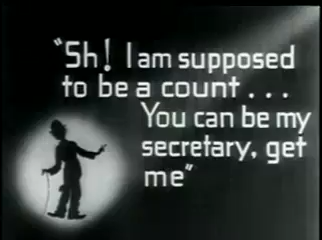 "Sh! I am supposed
to be a count...
You can be my
secretary, get
me"